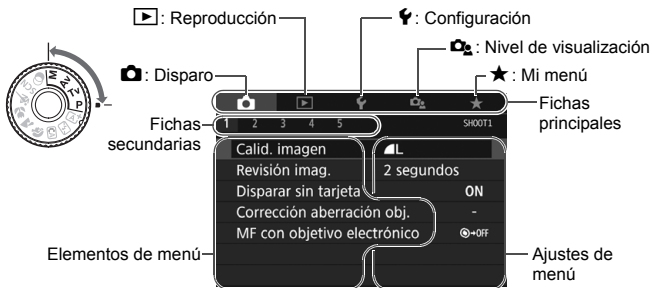 : Reproducción
: Configuración
: Nivel de visualización
: Disparo
: Mi menú
M
Av
Tv
P
Fichas
principales
Fichas
secundarias
1 2 3 4 5 SHOOT1
Calid. imagen L
Revisión imag. 2 segundos
Disparar sin tarjeta ON
Corrección aberración obj. -
MF con objetivo electrónico OFF
Elementos de menú
Ajustes de
menú